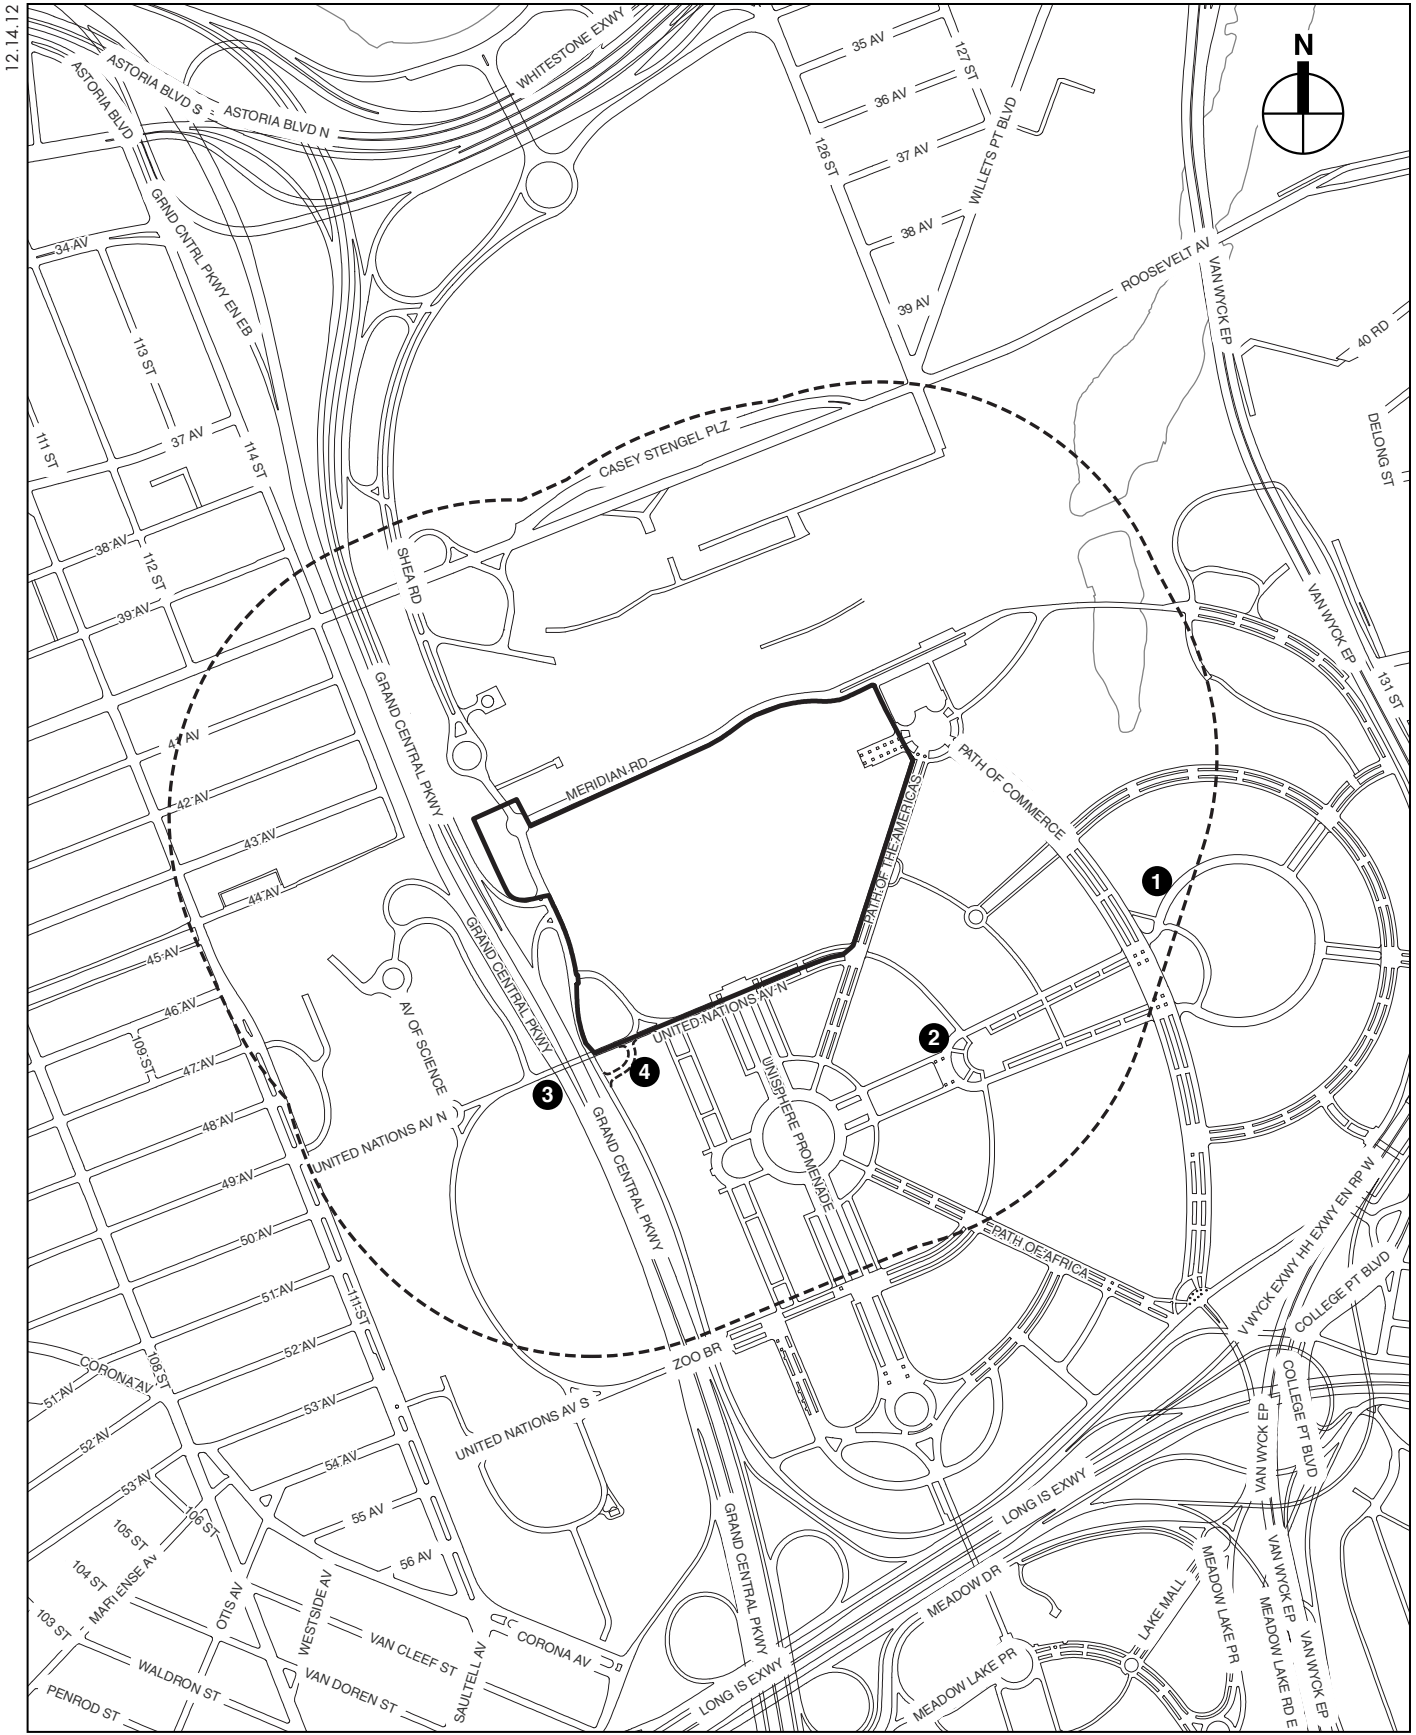 12.14.12
N
ASTORIA BLVD
ASTORIA BLVD S
ASTORIA BLVD N
WHITESTONE EXWY
35 AV
127 ST
36 AV
126 ST
37 AV
WILLETS PT BLVD
38 AV
39 AV
ROOSEVELT AV
VAN WYCK EP
40 RD
DELONG ST
GRND CNTRL PKWY EN EB
34 AV
113 ST
37 AV
111 ST
114 ST
CASEY STENGEL PLZ
38 AV
112 ST
39 AV
SHEA RD
VAN WYCK EP
131 ST
GRAND CENTRAL PKWY
41 AV
MERIDIAN RD
PATH OF COMMERCE
42 AV
43 AV
PATH OF THE AMERICAS
44 AV
1
45 AV
GRAND CENTRAL PKWY
46 AV
AV OF SCIENCE
UNITED NATIONS AV N
109 ST
47 AV
2
4
3
48 AV
UNITED NATIONS AV N
UNISPHERE PROMENADE
GRAND CENTRAL PKWY
49 AV
50 AV
PATH OF AFRICA
V WYCK EXWY HH EXWY EN RP W
COLLEGE PT BLVD
51 AV
111 ST
52 AV
ZOO BR
CORONA AV
108 ST
51 AV
53 AV
UNITED NATIONS AV S
COLLEGE PT BLVD
VAN WYCK EP
52 AV
54 AV
53 AV
LONG IS EXWY
106 ST
55 AV
GRAND CENTRAL PKWY
105 ST
56 AV
104 ST
MARTENSE AV
MEADOW DR
VAN WYCK EP
MEADOW LAKE PR
OTIS AV
WESTSIDE AV
LAKE MALL
103 ST
VAN CLEEF ST
CORONA AV
MEADOW LAKE RD E
VAN WYCK EP
WALDRON ST
VAN DOREN ST
SAULTELL AV
LONG IS EXWY
MEADOW LAKE PR
PENROD ST